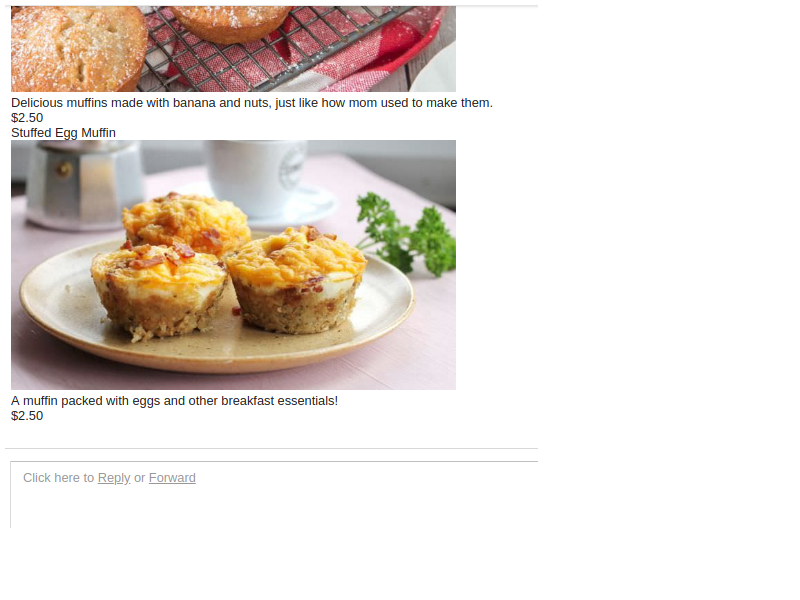 Delicious muffins made with banana and nuts, just like how mom used to make them.
$2.50
Stuffed Egg Muffin
A muffin packed with eggs and other breakfast essentials!
$2.50
Click here to Reply or Forward